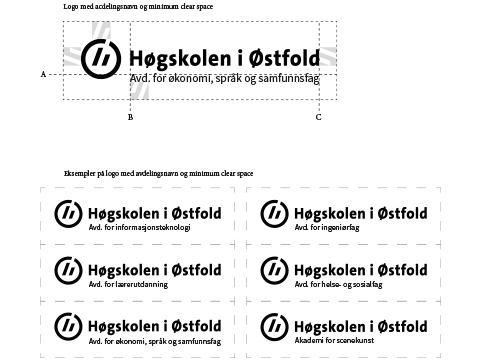 Logo med acdelingsnavn og minimum clear space
Høgskolen i Østfold
A
Avd. for økonomi, språk og samfunnsfag
B
C
Eksempler på logo med avdelingsnavn og minimum clear space
Høgskolen i Østfold
Avd. for informasjonsteknologi
Høgskolen i Østfold
Avd. for ingeniørfag
Høgskolen i Østfold
Avd. for lærerutdanning
Høgskolen i Østfold
Avd. for helse- og sosialfag
Høgskolen i Østfold
Avd. for økonomi, språk og samfunnsfag
Høgskolen i Østfold
Akademi for scenekunst